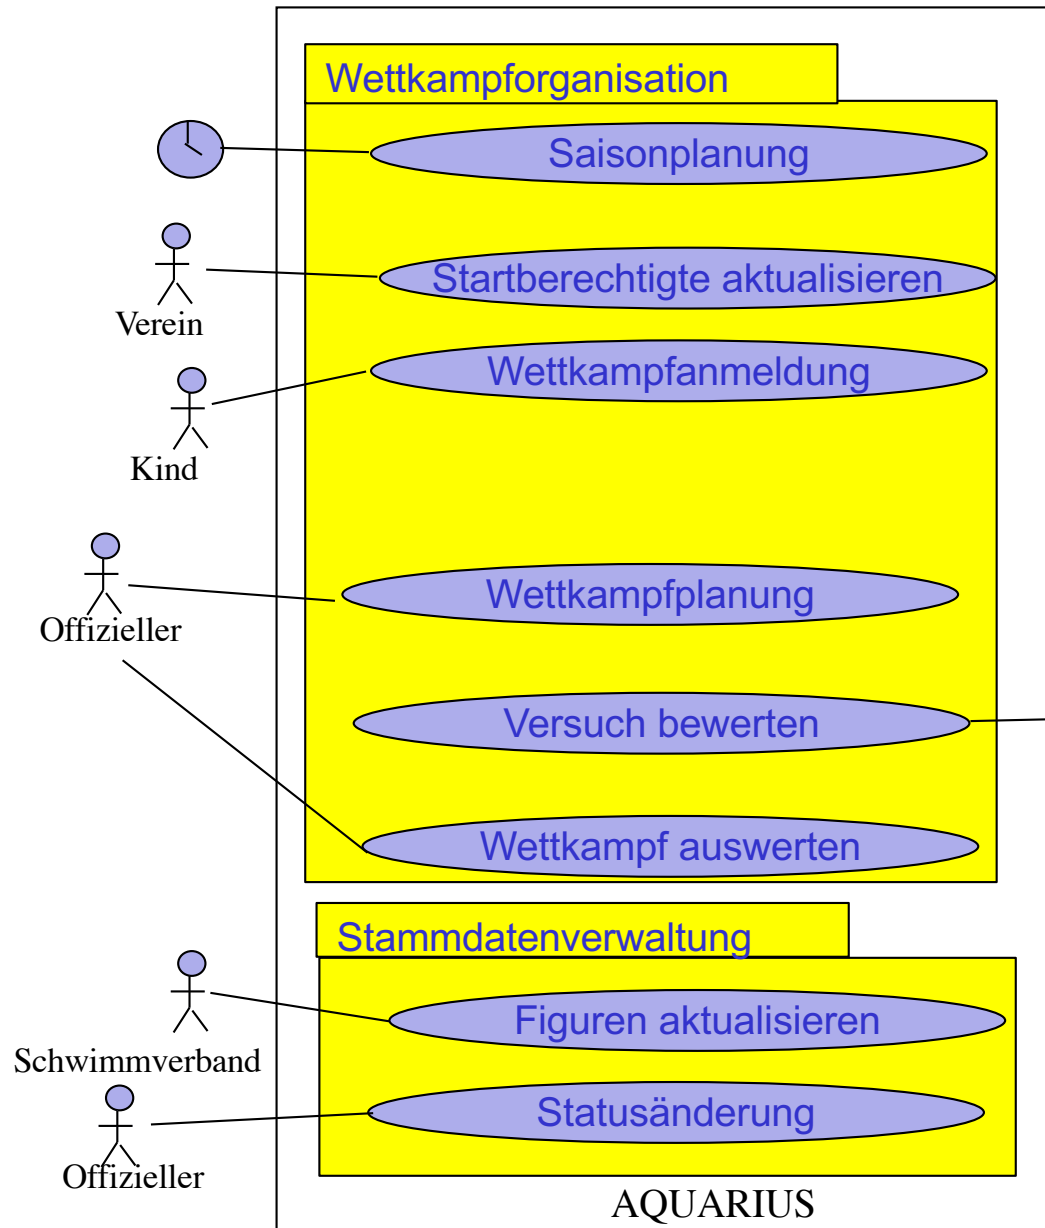 Wettkampforganisation
Saisonplanung
Startberechtigte aktualisieren
Verein
Wettkampfanmeldung
Kind
Wettkampfplanung
Offizieller
Versuch bewerten
Wettkampf auswerten
Stammdatenverwaltung
Figuren aktualisieren
Schwimmverband
Statusänderung
Offizieller
AQUARIUS